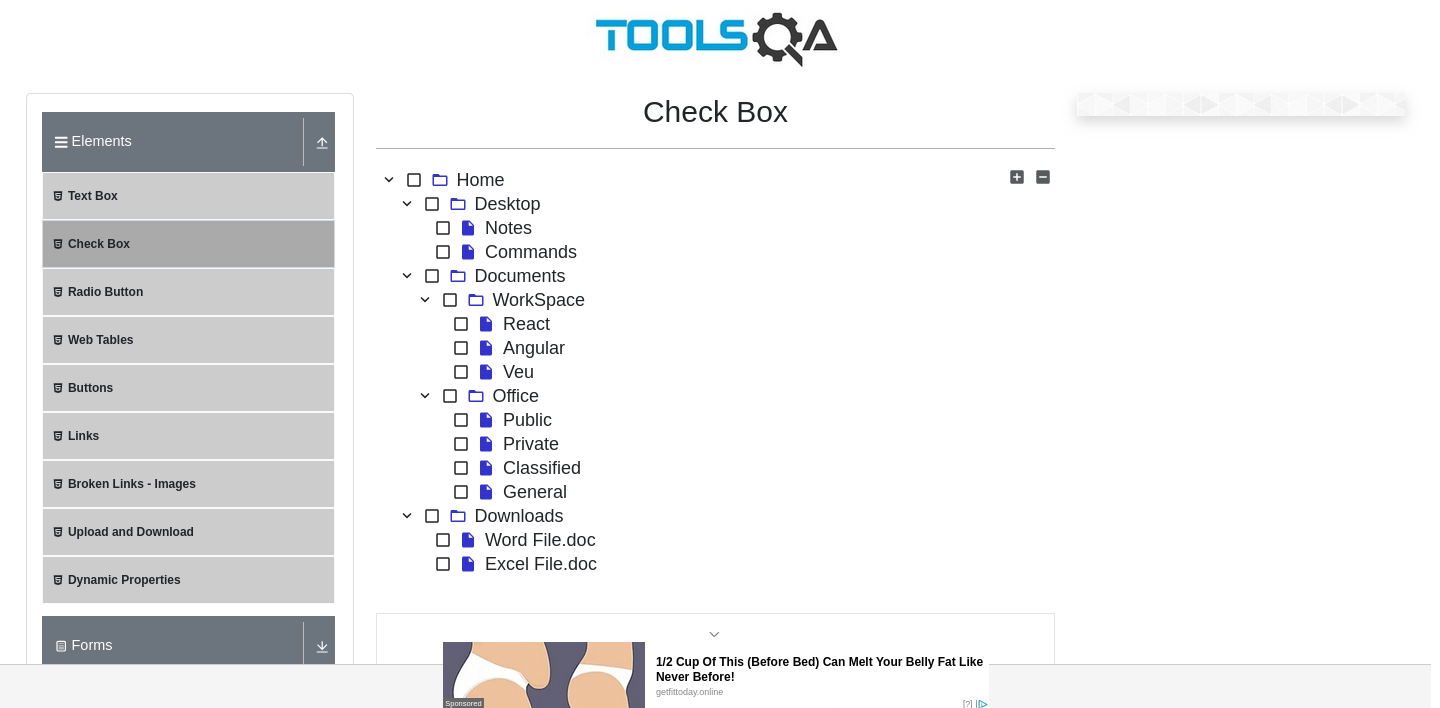 TOOLSQA
Elements
Text Box
Check Box
Radio Button
Web Tables
Buttons
Links
Broken Links - Images
Upload and Download
Dynamic Properties
Forms
Check Box
Home
Desktop
Notes
Commands
Documents
WorkSpace
React
Angular
Veu
Office
Public
Private
Classified
General
Downloads
Word File.doc
Excel File.doc
1/2 Cup Of This (Before Bed) Can Melt Your Belly Fat Like
Never Before!
getfittoday.online
Sponsored
[?]